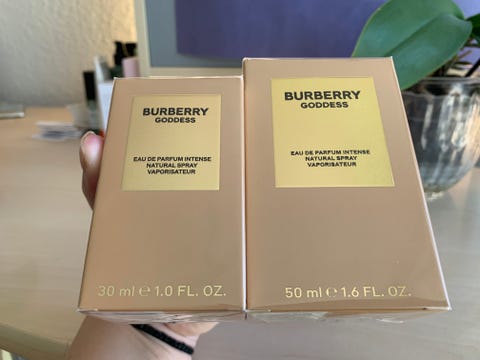 BURBERRY
GODDESS
EAU DE PARFUM INTENSE
NATURAL SPRAY
VAPORISATEUR
30 ml ℮ 1.0 FL. OZ.
BURBERRY
GODDESS
EAU DE PARFUM INTENSE
NATURAL SPRAY
VAPORISATEUR
50 ml ℮ 1.6 FL. OZ.